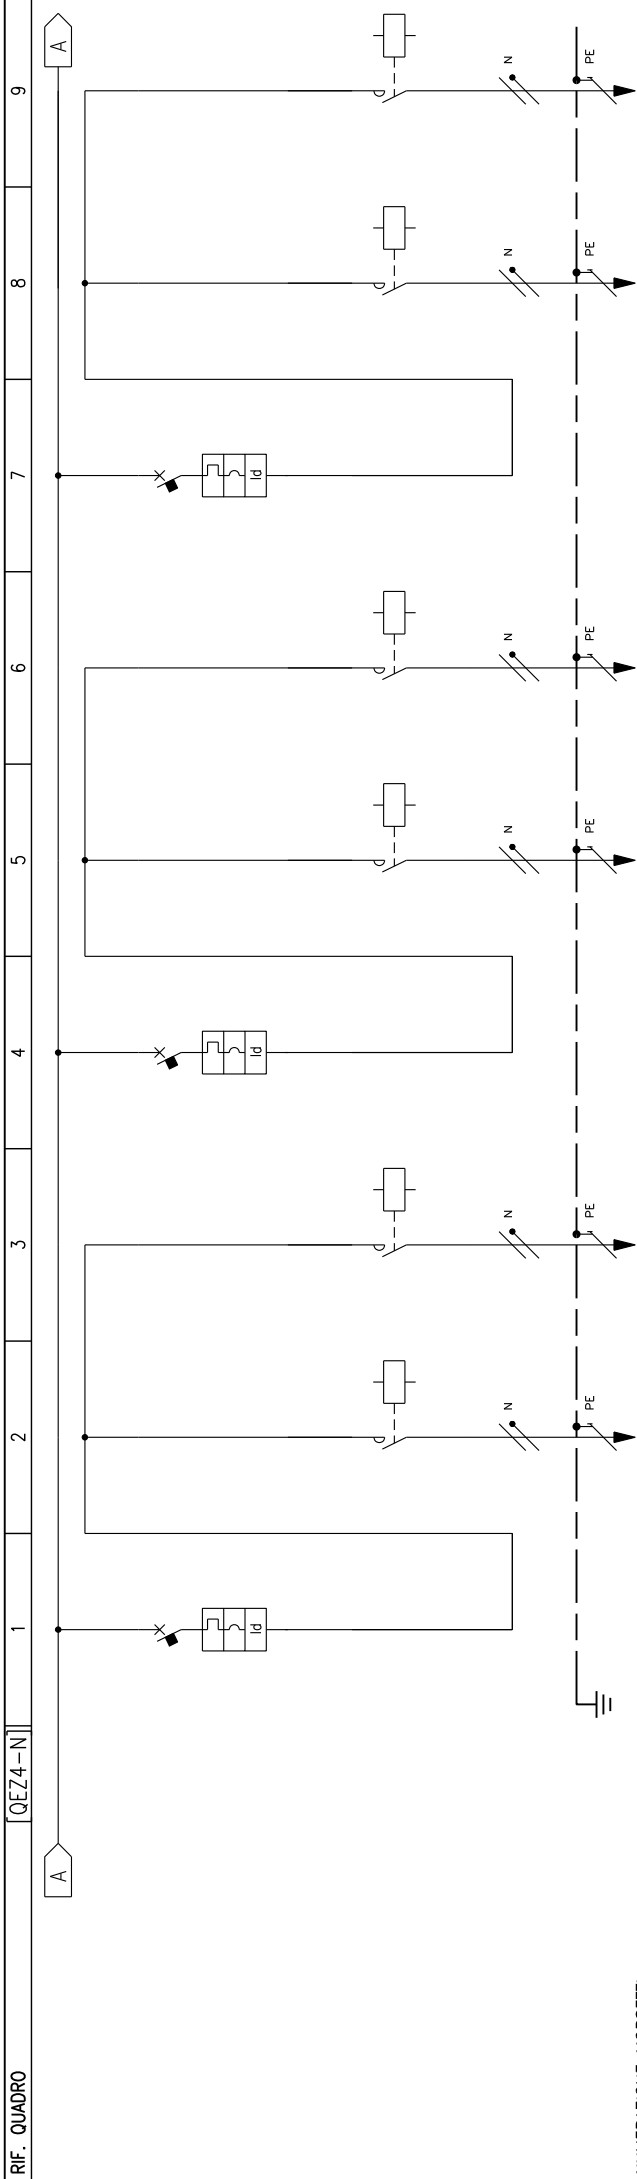 RIF. QUADRO [QEZ4-N] 1 2 3 4 5 6 7 8 9
A A
Id Id Id
N N N N N N
PE PE PE PE PE PE